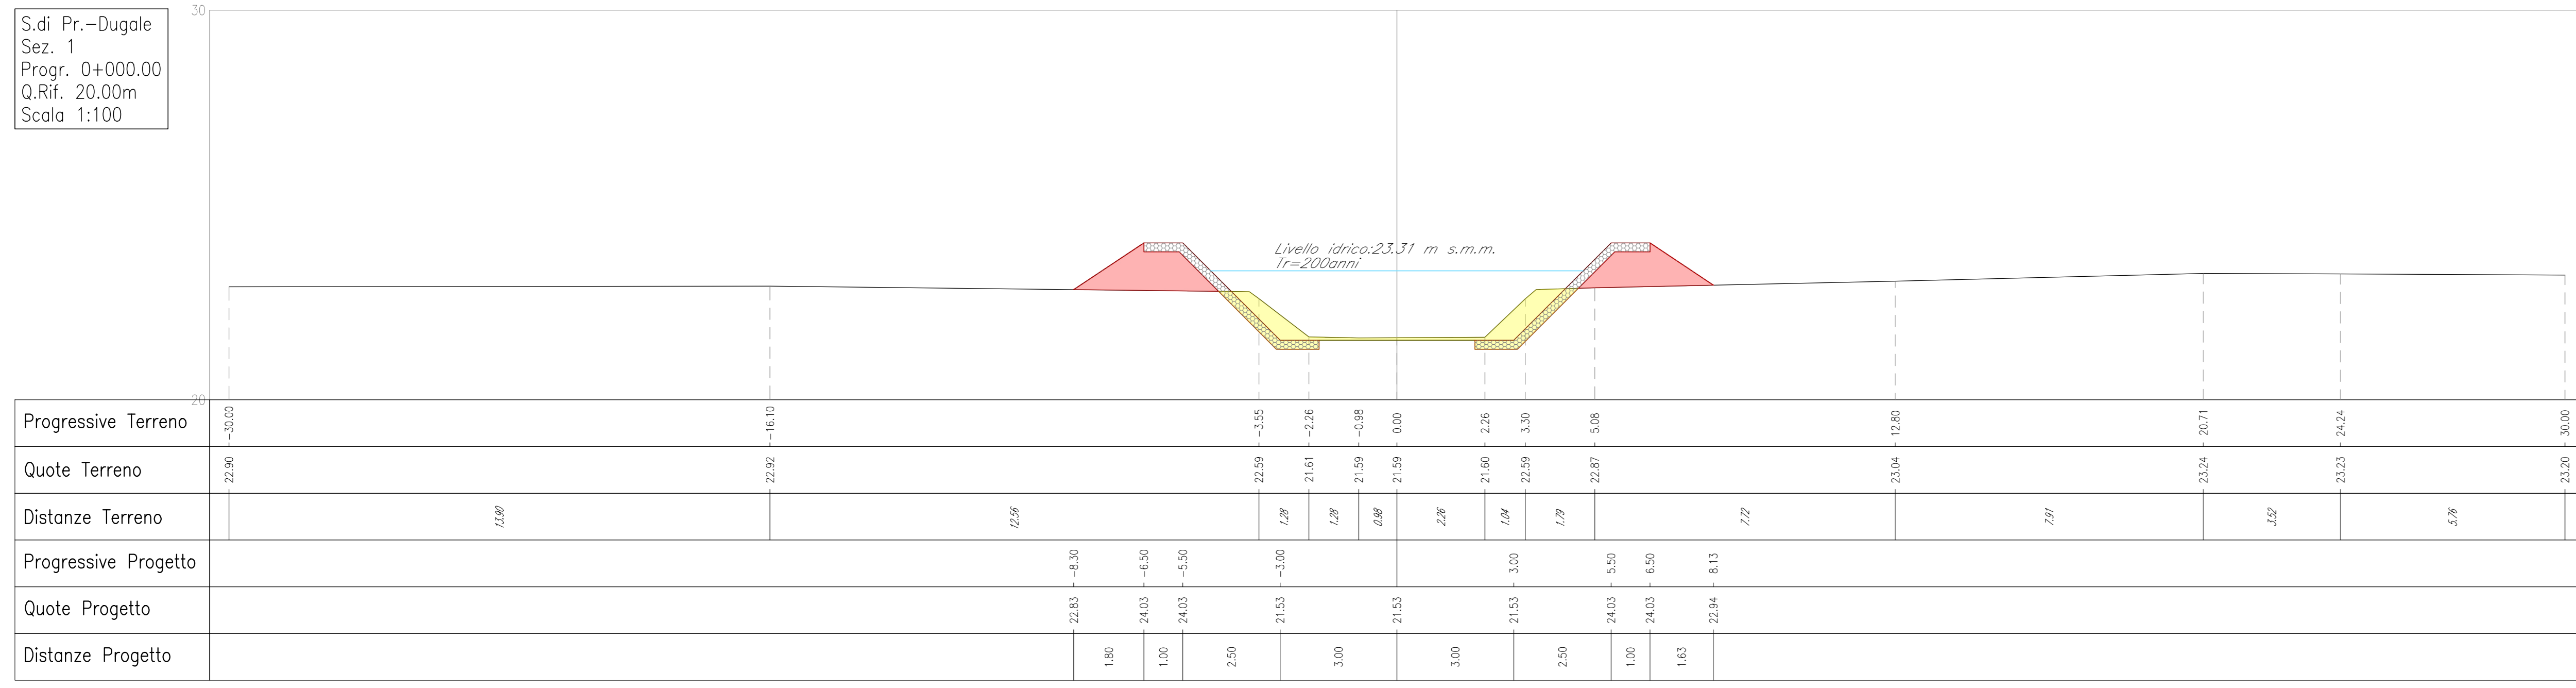 S.di Pr.-Dugale
Sez. 1
Progr. 0+000.00
Q.Rif. 20.00m
Scala 1:100
30
Livello idrico:23.31 m s.m.m.
Tr=200anni
20
Progressive Terreno -30.00 -16.10 -3.55 -2.26 -0.98 0.00 2.26 3.30 5.08 12.80 20.71 24.24 30.00
Quote Terreno 22.90 22.92 22.59 21.61 21.59 21.59 21.60 22.59 22.87 23.04 23.24 23.23 23.20
Distanze Terreno 13.90 12.56 1.28 1.28 0.98 2.26 1.04 1.79 7.72 7.91 3.52 5.76
Progressive Progetto -8.30 -6.50 -5.50 -3.00 3.00 5.50 6.50 8.13
Quote Progetto 22.83 24.03 24.03 21.53 21.53 21.53 24.03 24.03 22.94
Distanze Progetto 1.80 1.00 2.50 3.00 3.00 2.50 1.00 1.63